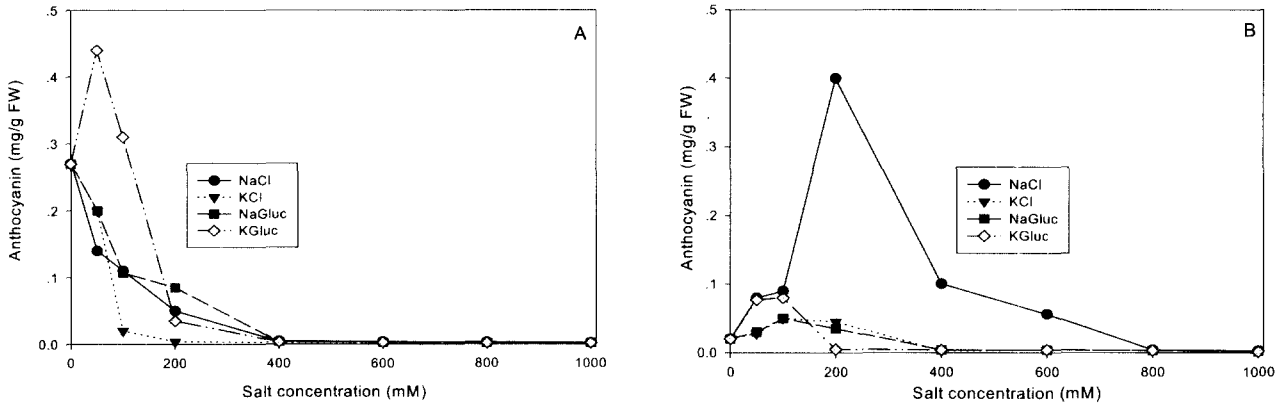 A
Anthocyanin (mg/g FW)
.5
.4
.3
.2
.1
0.0
NaCl
KCl
NaGluc
KGluc
0 200 400 600 800 1000
Salt concentration (mM)
B
Anthocyanin (mg/g FW)
.5
.4
.3
.2
.1
0.0
NaCl
KCl
NaGluc
KGluc
0 200 400 600 800 1000
Salt concentration (mM)